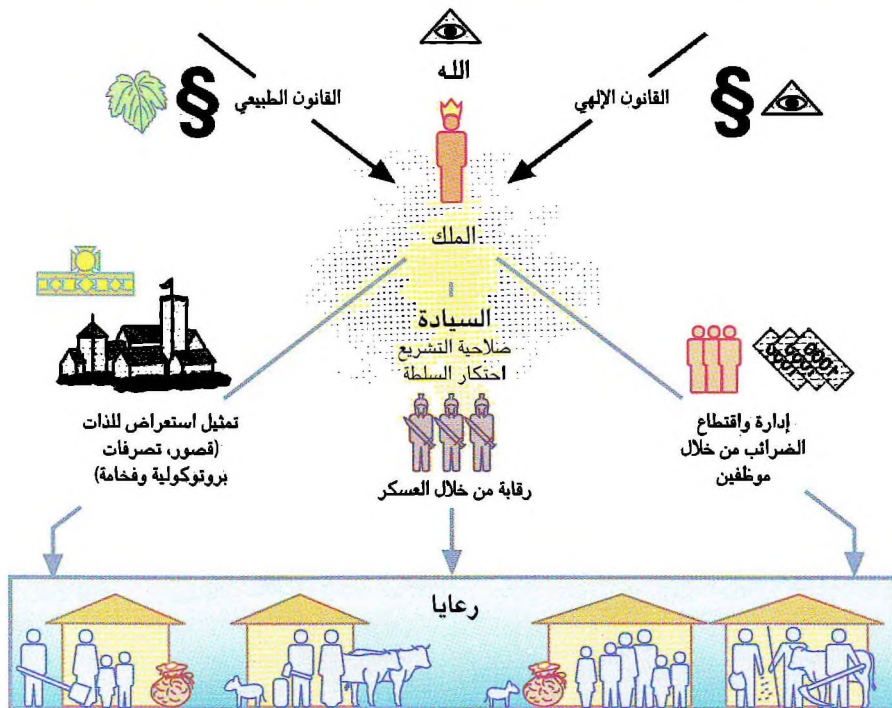 الله
القانون الطبيعي
§
القانون الإلهي
§
الملك
السيادة
صلاحية التشريع
احتكار السلطة
تمثيل استعراض للذات
(قصور، تصرفات
بروتوكولية وفخامة)
رقابة من خلال العسكر
إدارة واقتطاع
الضرائب من خلال
موظفين
رعايا